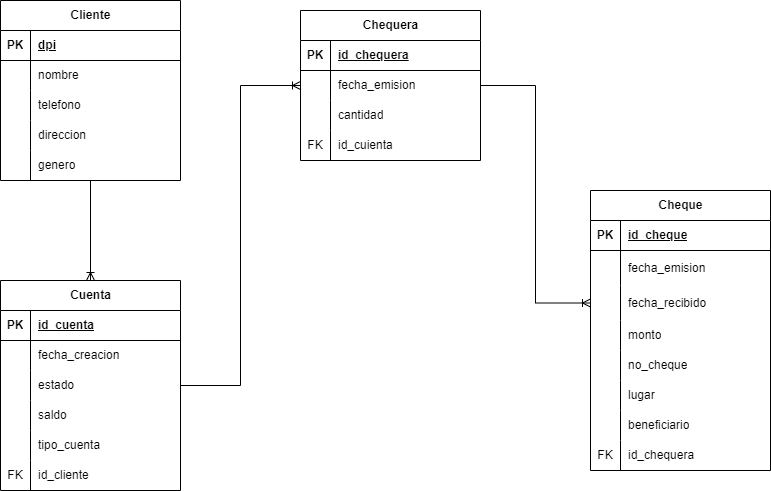 Cliente
PK dpi
nombre
telefono
direccion
genero
Chequera
PK id_chequera
fecha_emision
cantidad
FK id_cuienta
Cuenta
PK id_cuenta
fecha_creacion
estado
saldo
tipo_cuenta
FK id_cliente
Cheque
PK id_cheque
fecha_emision
fecha_recibido
monto
no_cheque
lugar
beneficiario
FK id_chequera